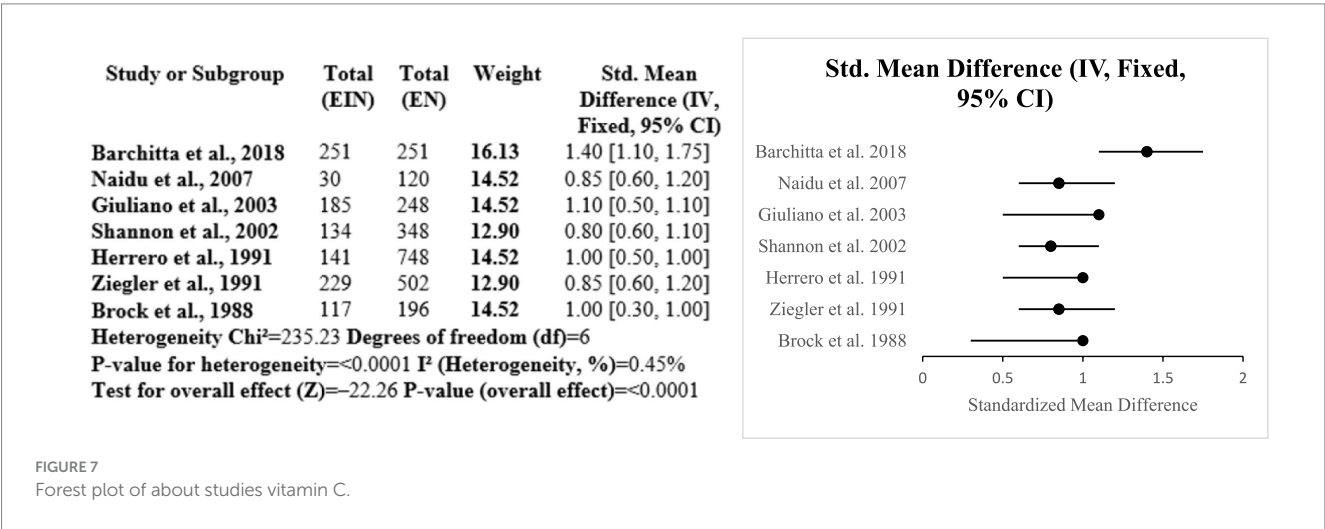 Study or Subgroup Total Total Weight Std. Mean
(EIN) (EN) Difference (IV,
Fixed, 95% CI)
Barchitta et al., 2018 251 251 16.13 1.40 [1.10, 1.75]
Naidu et al., 2007 30 120 14.52 0.85 [0.60, 1.20]
Giuliano et al., 2003 185 248 14.52 1.10 [0.50, 1.10]
Shannon et al., 2002 134 348 12.90 0.80 [0.60, 1.10]
Herrero et al., 1991 141 748 14.52 1.00 [0.50, 1.00]
Ziegler et al., 1991 229 502 12.90 0.85 [0.60, 1.20]
Brock et al., 1988 117 196 14.52 1.00 [0.30, 1.00]
Heterogeneity Chi²=235.23 Degrees of freedom (df)=6
P-value for heterogeneity=<0.0001 I² (Heterogeneity, %)=0.45%
Test for overall effect (Z)=–22.26 P-value (overall effect)=<0.0001
Std. Mean Difference (IV, Fixed,
95% CI)
Barchitta et al. 2018
Naidu et al. 2007
Giuliano et al. 2003
Shannon et al. 2002
Herrero et al. 1991
Ziegler et al. 1991
Brock et al. 1988
0 0.5 1 1.5 2
Standardized Mean Difference
FIGURE 7
Forest plot of about studies vitamin C.